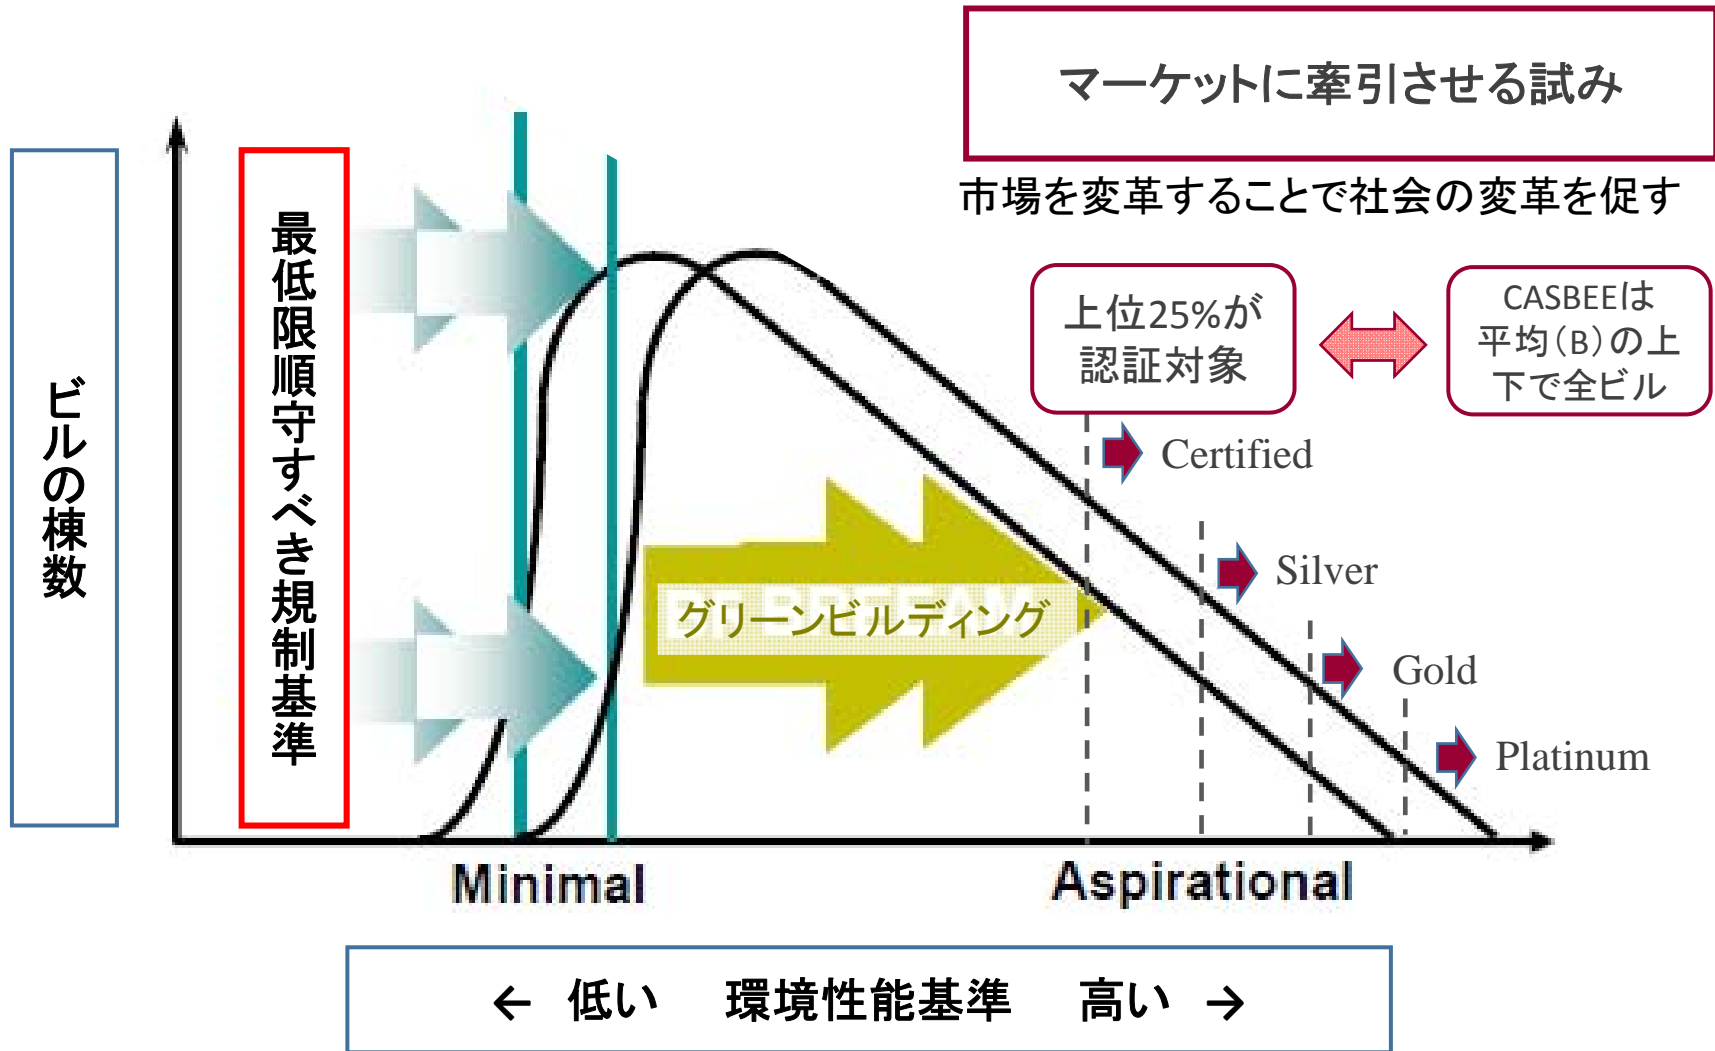 マーケットに牽引させる試み
市場を変革することで社会の変革を促す
ビルの棟数
最低限順守すべき規制基準
上位25%が
認証対象
CASBEEは
平均(B)の上
下で全ビル
Certified
Silver
Gold
Platinum
グリーンビルディング
Minimal
Aspirational
← 低い 環境性能基準 高い →